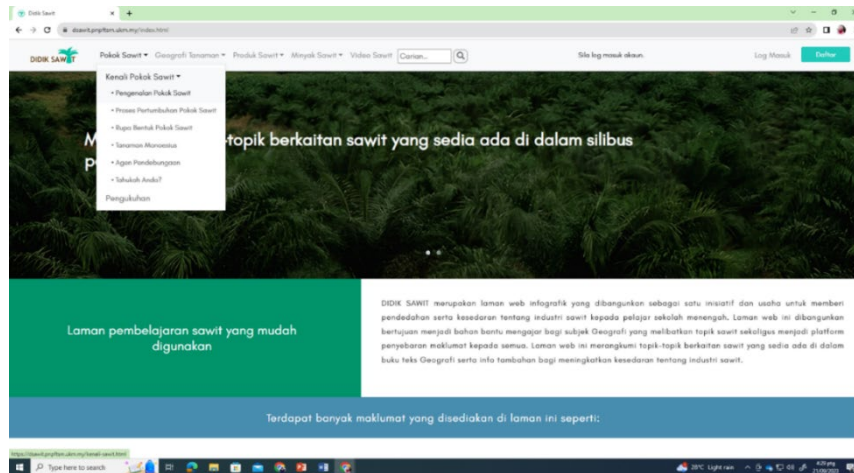 Didik Sawit
DIDIK SAWIT
Pokok Sawit
Geografi Tanaman
Produk Sawit
Minyak Sawit
Video Sawit
Carian...
Sila log masuk akaun.
Log Masuk
Daftar
Kenali Pokok Sawit
• Pengenalan Pokok Sawit
• Proses Pertumbuhan Pokok Sawit
• Rupa Bentuk Pokok Sawit
• Tanaman Monoesius
• Agen Pendebungaan
• Tahukah Anda?
Pengukuhan
M -topik berkaitan sawit yang sedia ada di dalam silibus
p
Laman pembelajaran sawit yang mudah
digunakan
DIDIK SAWIT merupakan laman web infografik yang dibangunkan sebagai satu inisiatif dan usaha untuk memberi
pendedahan serta kesedaran tentang industri sawit kepada pelajar sekolah menengah. Laman web ini dibangunkan
bertujuan menjadi bahan bantu mengajar bagi subjek Geografi yang melibatkan topik sawit sekaligus menjadi platform
penyebaran maklumat kepada semua. Laman web ini merangkumi topik-topik berkaitan sawit yang sedia ada di dalam
buku teks Geografi serta info tambahan bagi meningkatkan kesedaran tentang industri sawit.
Terdapat banyak maklumat yang disediakan di laman ini seperti:
Type here to search
28°C Light rain